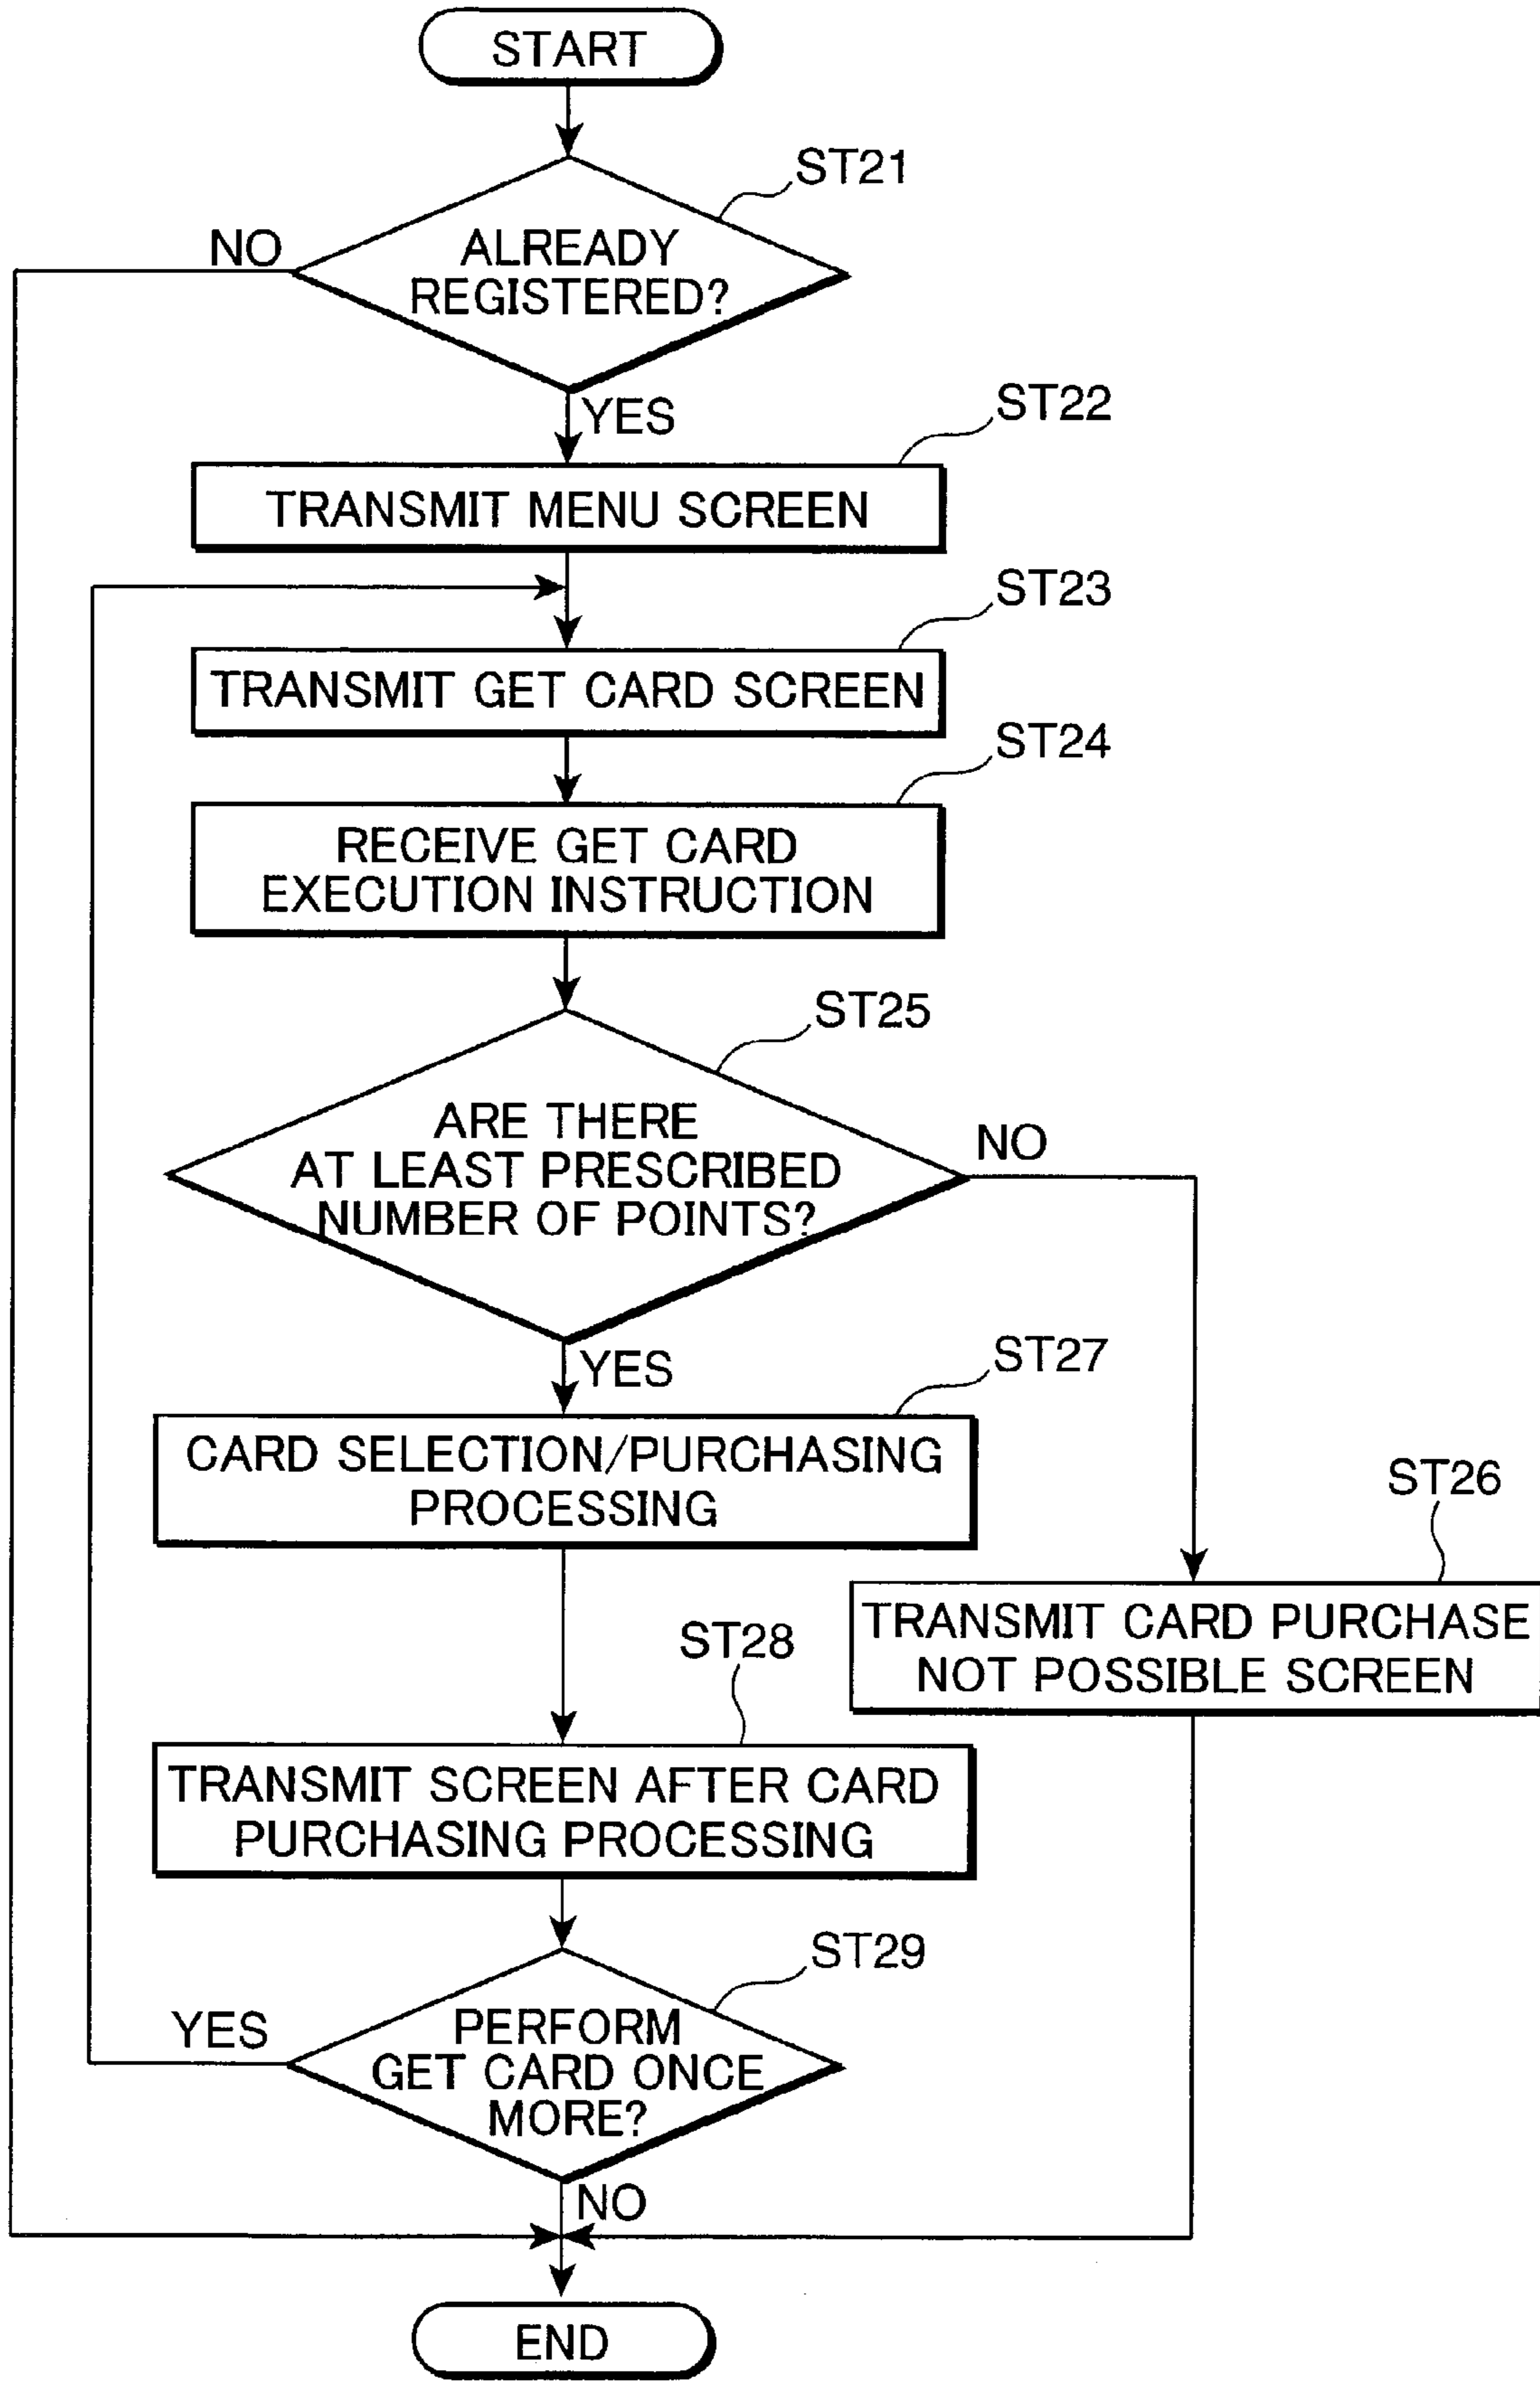 START
ST21
NO
ALREADY
REGISTERED?
YES
ST22
TRANSMIT MENU SCREEN
ST23
TRANSMIT GET CARD SCREEN
ST24
RECEIVE GET CARD
EXECUTION INSTRUCTION
ST25
ARE THERE
AT LEAST PRESCRIBED
NUMBER OF POINTS?
NO
YES
ST27
CARD SELECTION/PURCHASING
PROCESSING
ST26
TRANSMIT CARD PURCHASE
NOT POSSIBLE SCREEN
ST28
TRANSMIT SCREEN AFTER CARD
PURCHASING PROCESSING
ST29
YES
PERFORM
GET CARD ONCE
MORE?
NO
END